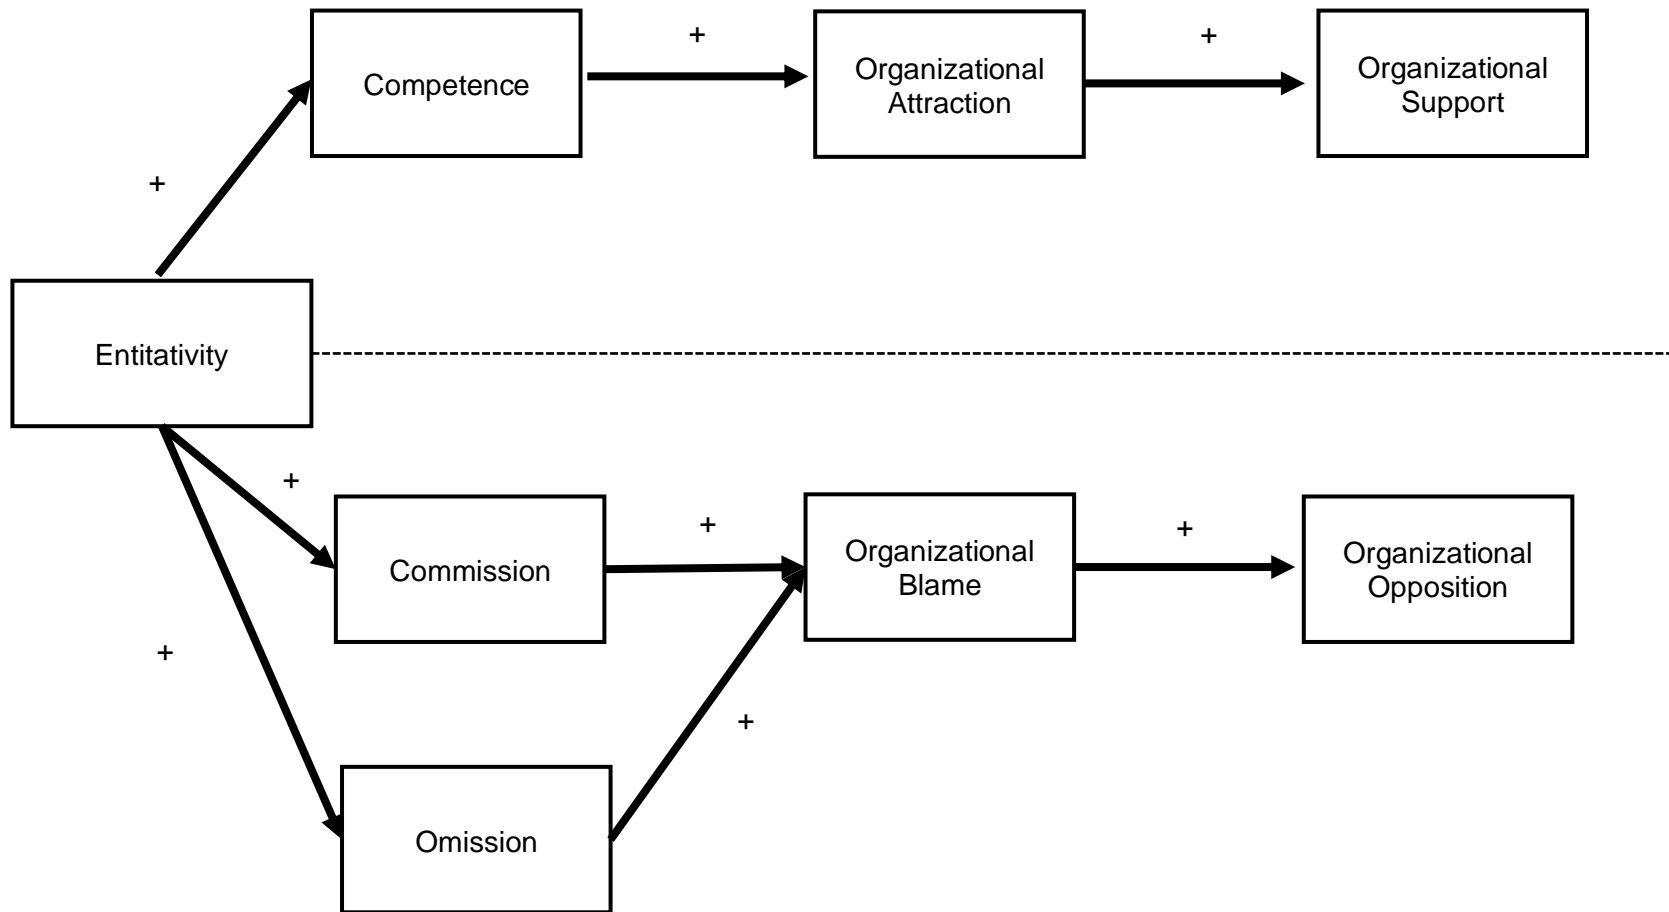 +
+
Competence
Organizational
Attraction
Organizational
Support
+
Entitativity
+
+
+
Commission
Organizational
Blame
Organizational
Opposition
+
+
Omission